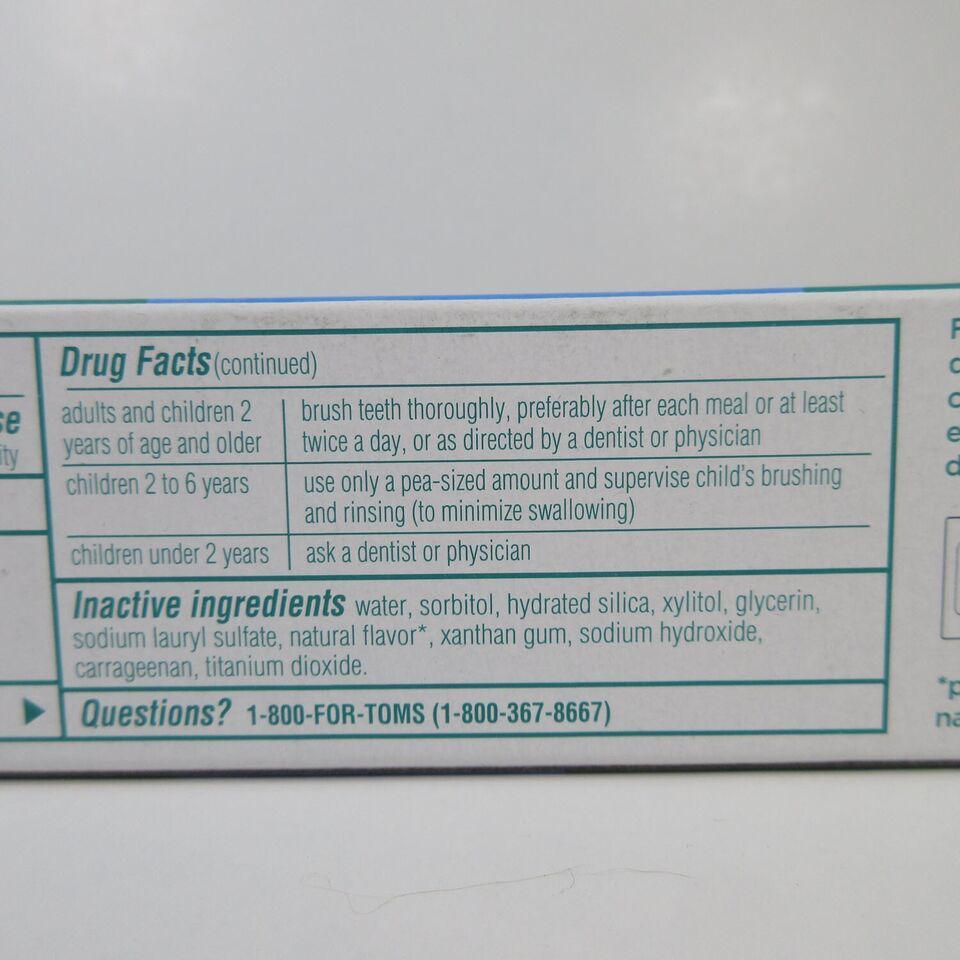 Drug Facts (continued)
adults and children 2
years of age and older
brush teeth thoroughly, preferably after each meal or at least
twice a day, or as directed by a dentist or physician
children 2 to 6 years
use only a pea-sized amount and supervise child's brushing
and rinsing (to minimize swallowing)
children under 2 years
ask a dentist or physician
Inactive ingredients water, sorbitol, hydrated silica, xylitol, glycerin,
sodium lauryl sulfate, natural flavor*, xanthan gum, sodium hydroxide,
carrageenan, titanium dioxide.
Questions? 1-800-FOR-TOMS (1-800-367-8667)